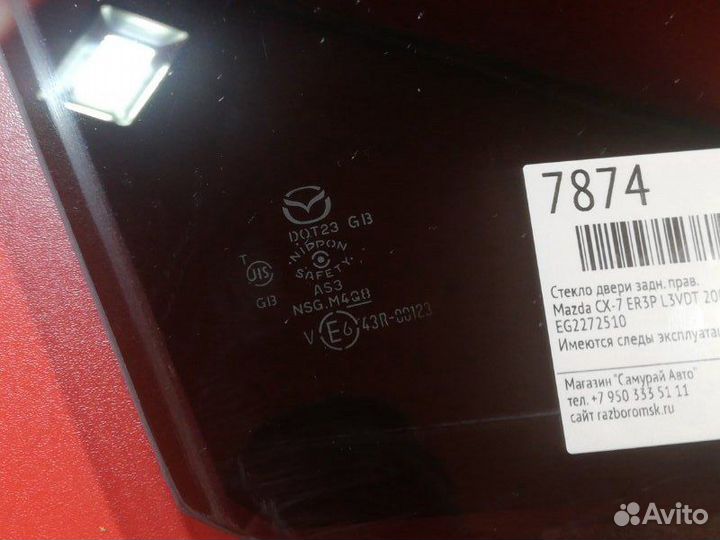 DOT23 GB
NIPPON
SAFETY
T
JIS
GB
AS3
NSG.M4G8
V E6 43R-00123
7874
Стекло двери задн. прав.
Mazda CX-7 ER3P L3VDT 200
EG2272510
Имеются следы эксплуата
Магазин "Самурай Авто"
тел. +7 950 333 51 11
сайт razboromsk.ru
Avito